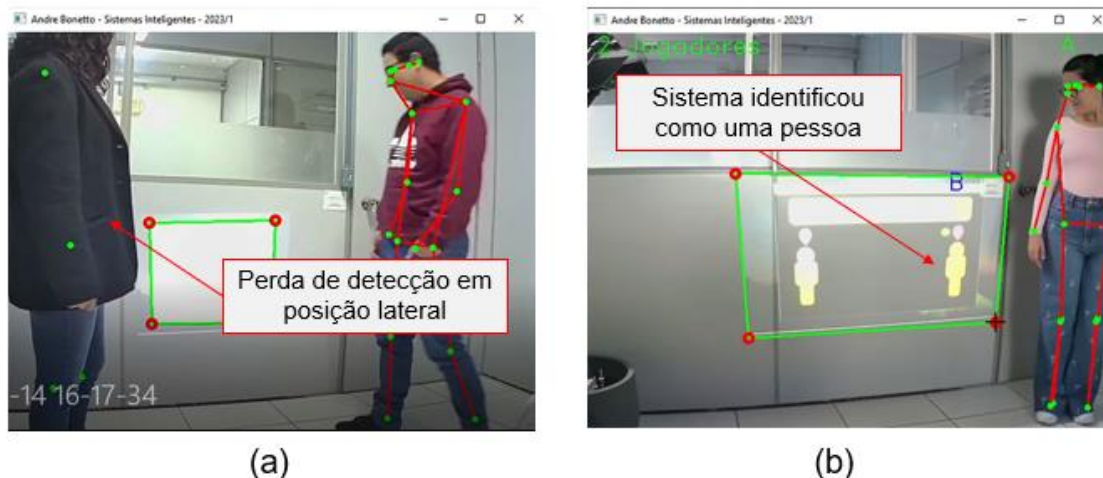 Andre Bonetto - Sistemas Inteligentes - 2023/1
Perda de detecção em
posição lateral
-14 16-17-34
(a)
Andre Bonetto - Sistemas Inteligentes - 2023/1
2 Jogadores
A
Sistema identificou
como uma pessoa
B
(b)